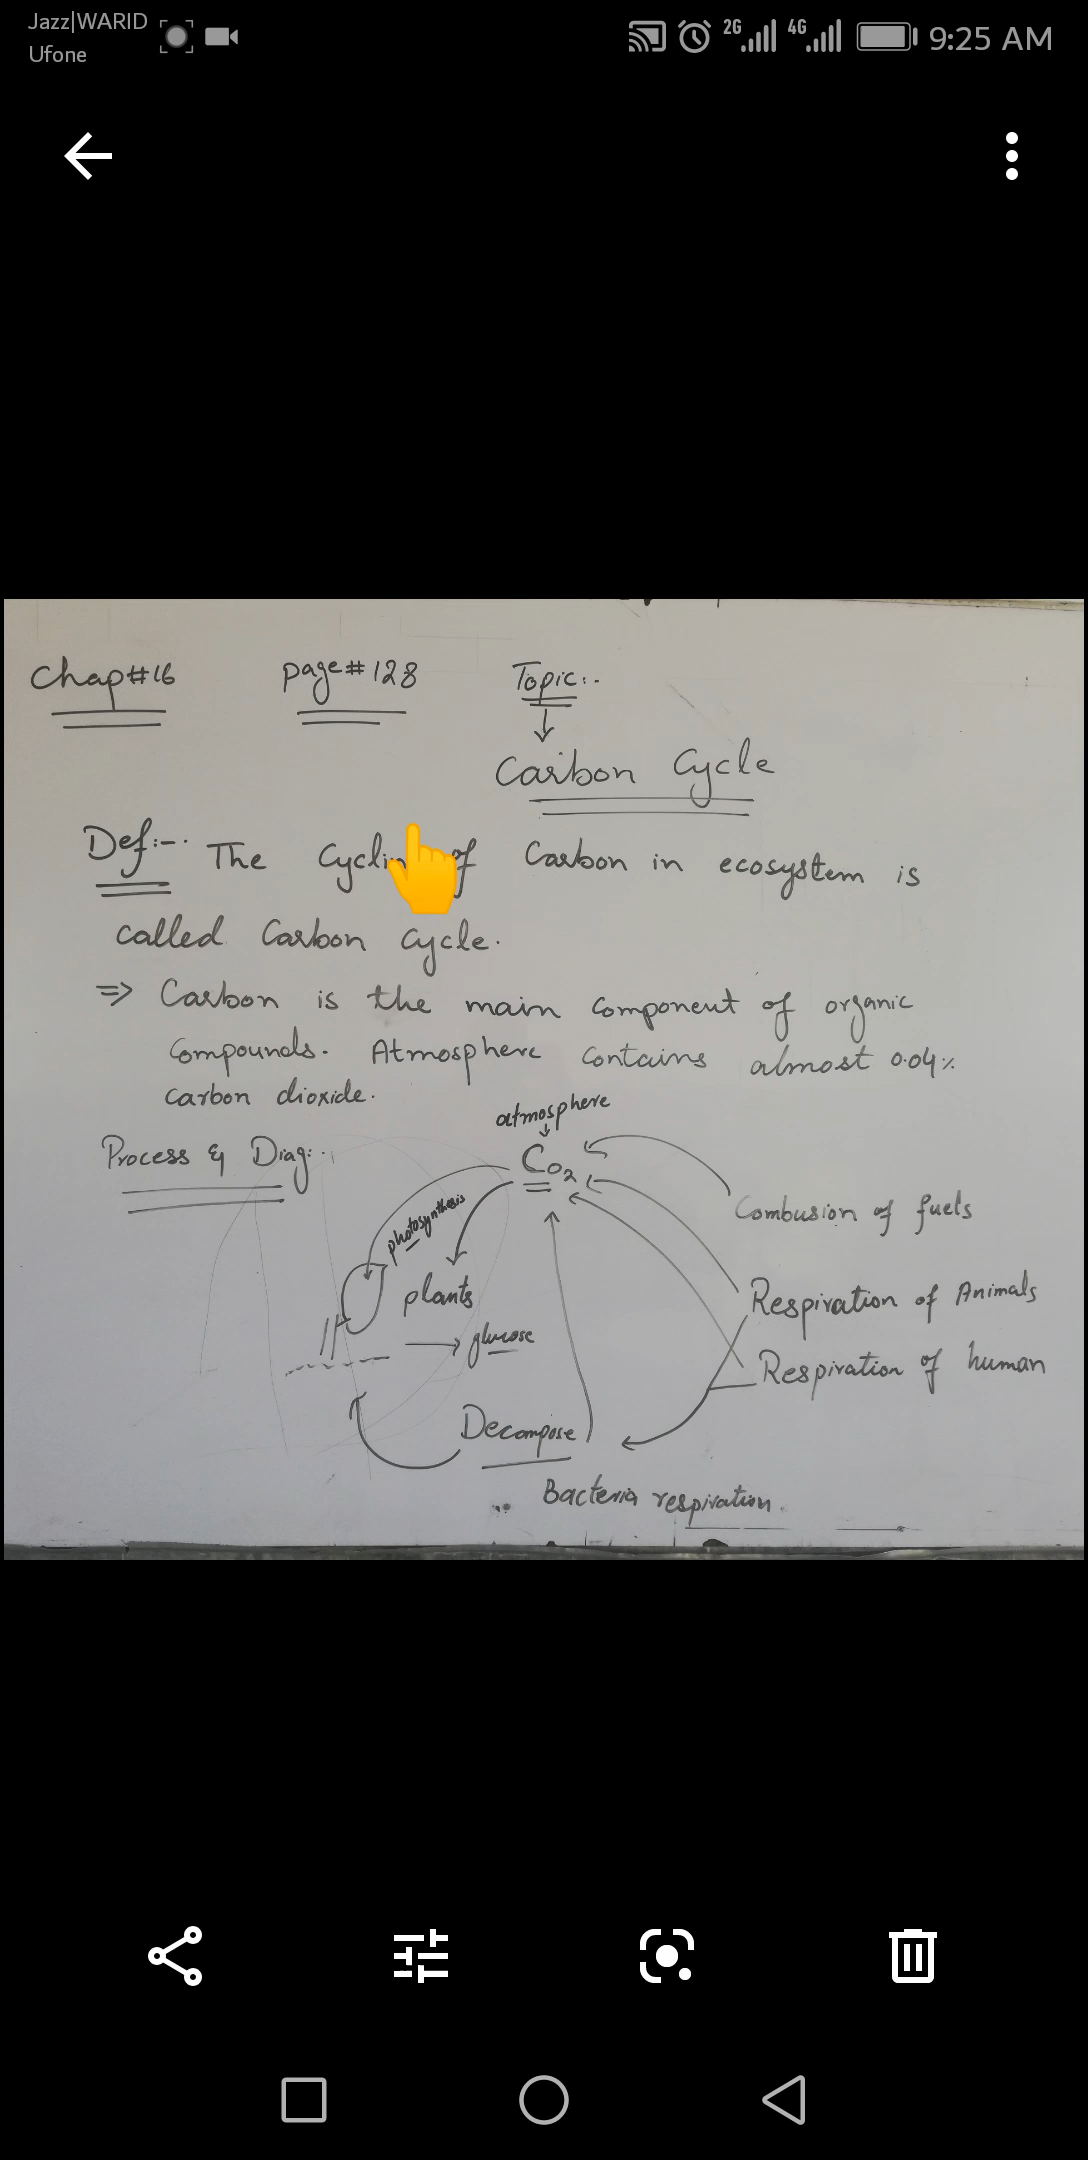 Jazz|WARID
Ufone
2G 4G 9:25 AM
Chap#16 page#128 Topic:-
Carbon Cycle
Def:-. The Cyclin of Carbon in ecosystem is
called Carbon Cycle.
=> Carbon is the main component of organic
Compounds. Atmosphere contains almost 0.04%
carbon dioxide.
atmosphere
Process & Diag:-
Co2
photosynthesis
Combusion of fuels
plants
Respiration of Animals
glucose
Respiration of human
Decompose
Bacteria respiration.